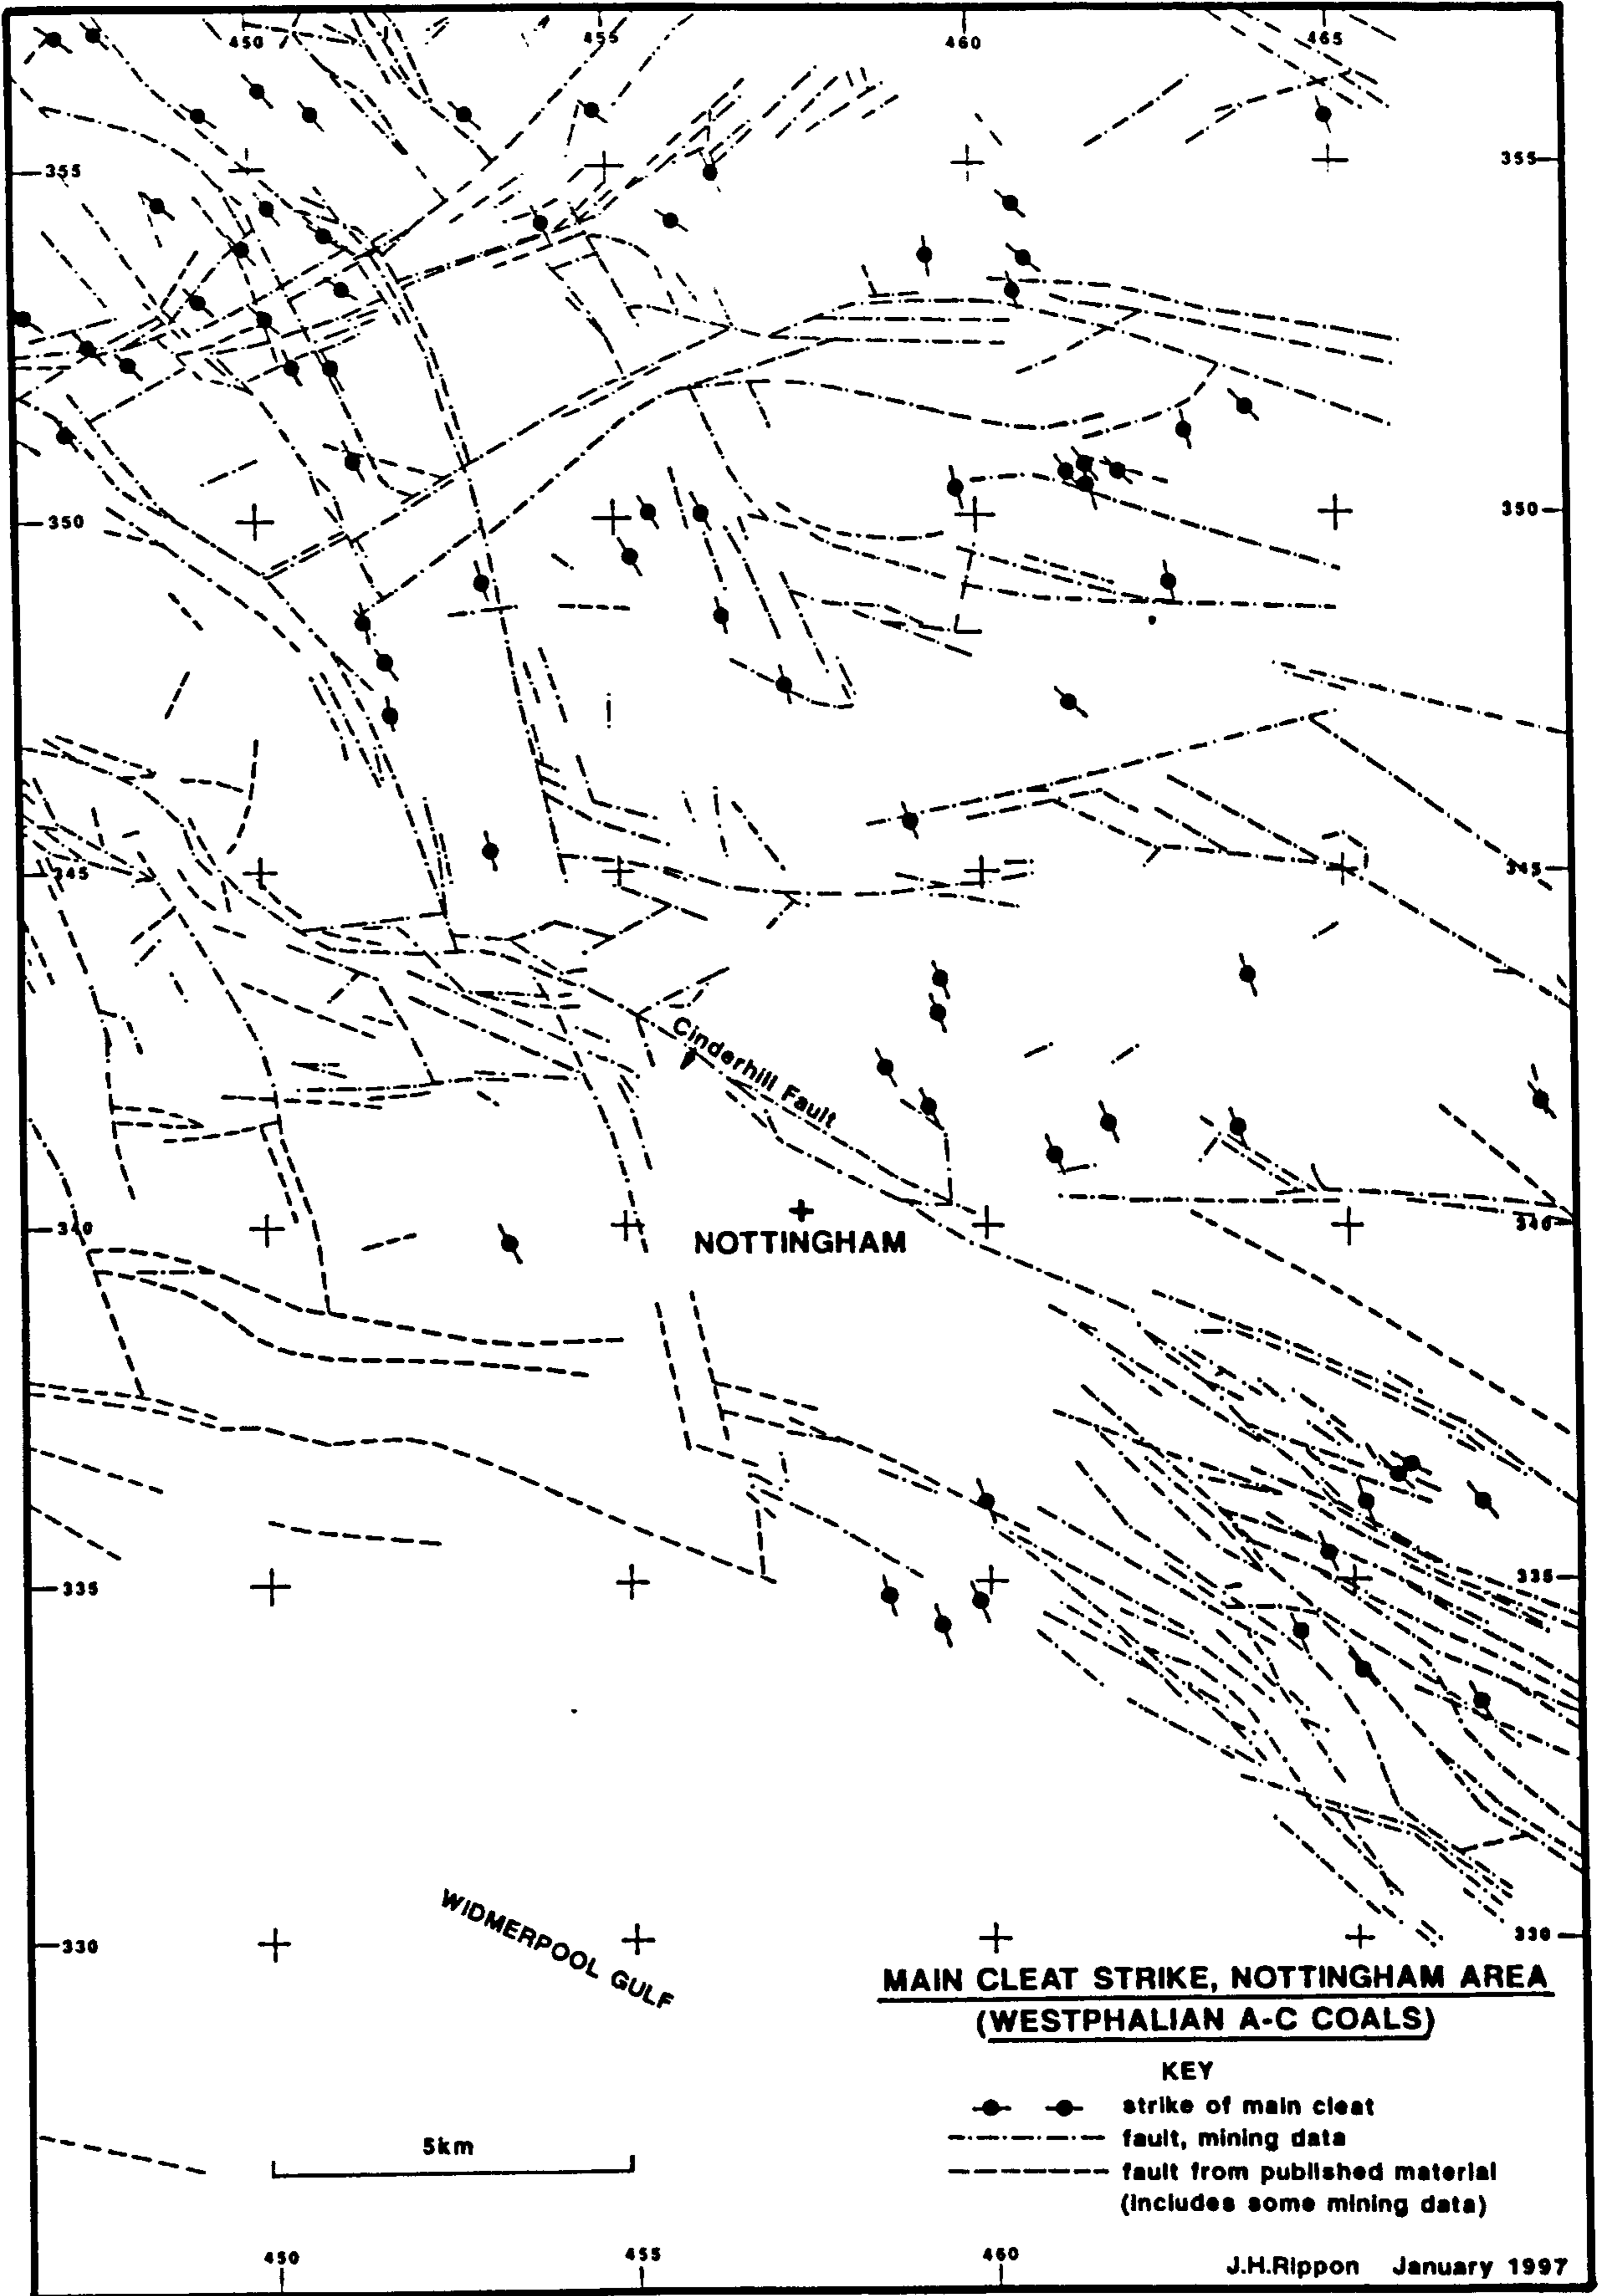 450
455
460
465
355
355
350
350
345
345
Cinderhill Fault
340
340
NOTTINGHAM
335
335
330
330
WIDMERPOOL GULF
MAIN CLEAT STRIKE, NOTTINGHAM AREA
(WESTPHALIAN A-C COALS)
KEY
strike of main cleat
fault, mining data
fault from published material
(includes some mining data)
5km
450
455
460
J.H.Rippon January 1997